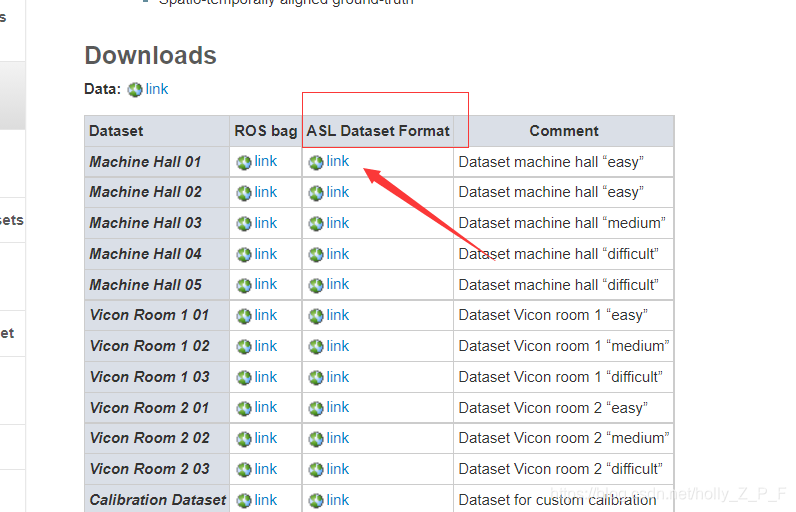 s
Spatio-temporally aligned ground-truth
Downloads
Data: link
Dataset ROS bag ASL Dataset Format Comment
Machine Hall 01 link link Dataset machine hall “easy”
Machine Hall 02 link link Dataset machine hall “easy”
Machine Hall 03 link link Dataset machine hall “medium”
sets
Machine Hall 04 link link Dataset machine hall “difficult”
Machine Hall 05 link link Dataset machine hall “difficult”
Vicon Room 1 01 link link Dataset Vicon room 1 “easy”
et
Vicon Room 1 02 link link Dataset Vicon room 1 “medium”
Vicon Room 1 03 link link Dataset Vicon room 1 “difficult”
Vicon Room 2 01 link link Dataset Vicon room 2 “easy”
Vicon Room 2 02 link link Dataset Vicon room 2 “medium”
Vicon Room 2 03 link link Dataset Vicon room 2 “difficult”
Calibration Dataset link link Dataset for custom calibration
https://blog.csdn.net/holly_Z_P_F